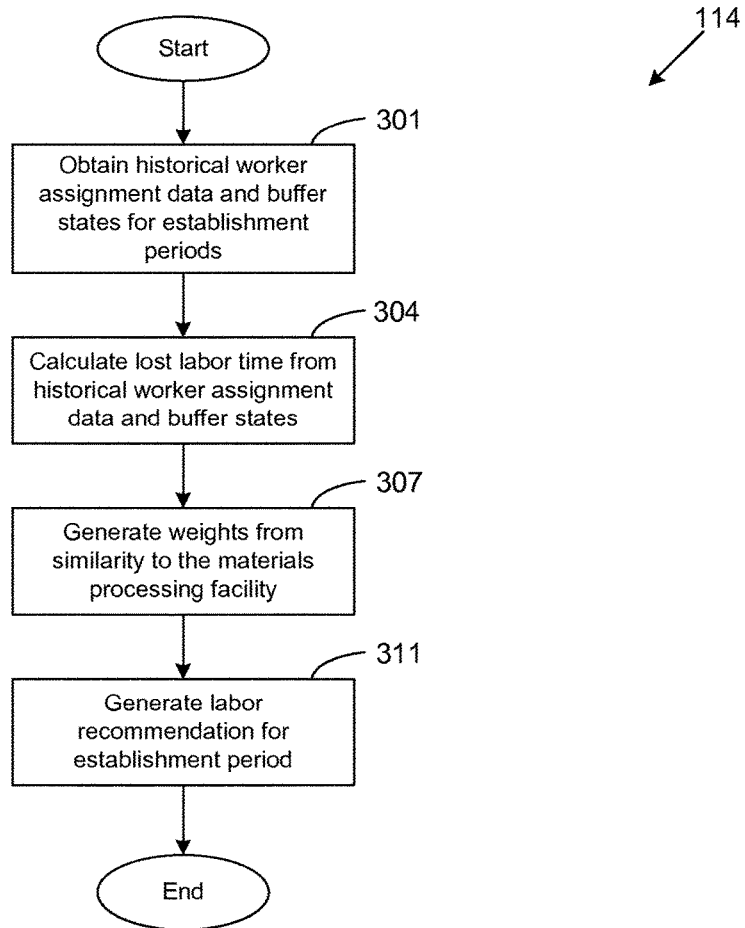 114
Start
301
Obtain historical worker
assignment data and buffer
states for establishment
periods
304
Calculate lost labor time from
historical worker assignment
data and buffer states
307
Generate weights from
similarity to the materials
processing facility
311
Generate labor
recommendation for
establishment period
End